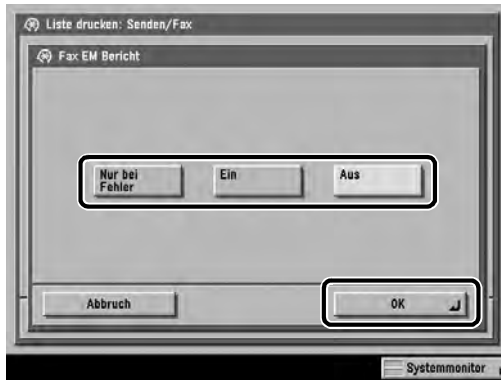 Liste drucken: Senden/Fax
Fax EM Bericht
Nur bei
Fehler
Ein
Aus
Abbruch
OK
Systemmonitor